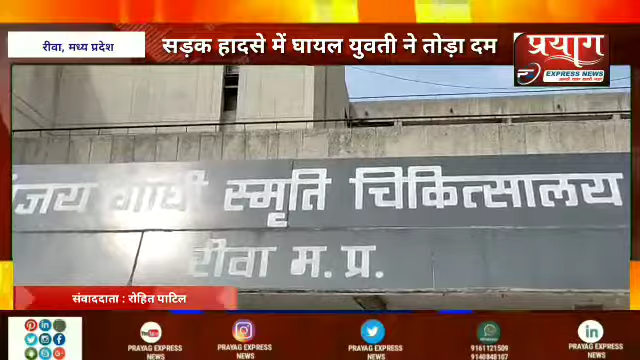 रीवा, मध्य प्रदेश
सड़क हादसे में घायल युवती ने तोड़ा दम
प्रयाग
EXPRESS NEWS
संजय गांधी स्मृति चिकित्सालय
रीवा म. प्र.
संवाददाता : रोहित पाटिल
PRAYAG EXPRESS NEWS
PRAYAG EXPRESS NEWS
PRAYAG EXPRESS NEWS
9161121509
9140840805
PRAYAG EXPRESS NEWS